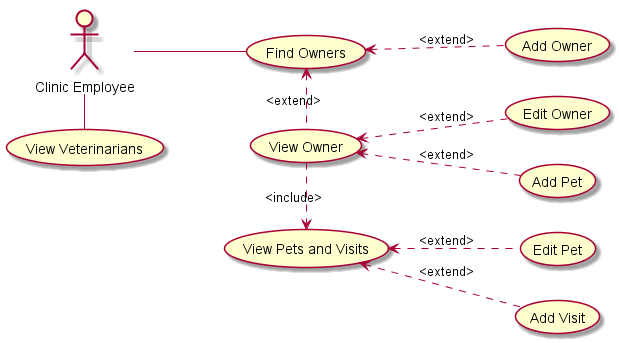 Clinic Employee
View Veterinarians
Find Owners
<extend>
Add Owner
<extend>
View Owner
<extend>
Edit Owner
<extend>
Add Pet
<include>
View Pets and Visits
<extend>
Edit Pet
<extend>
Add Visit